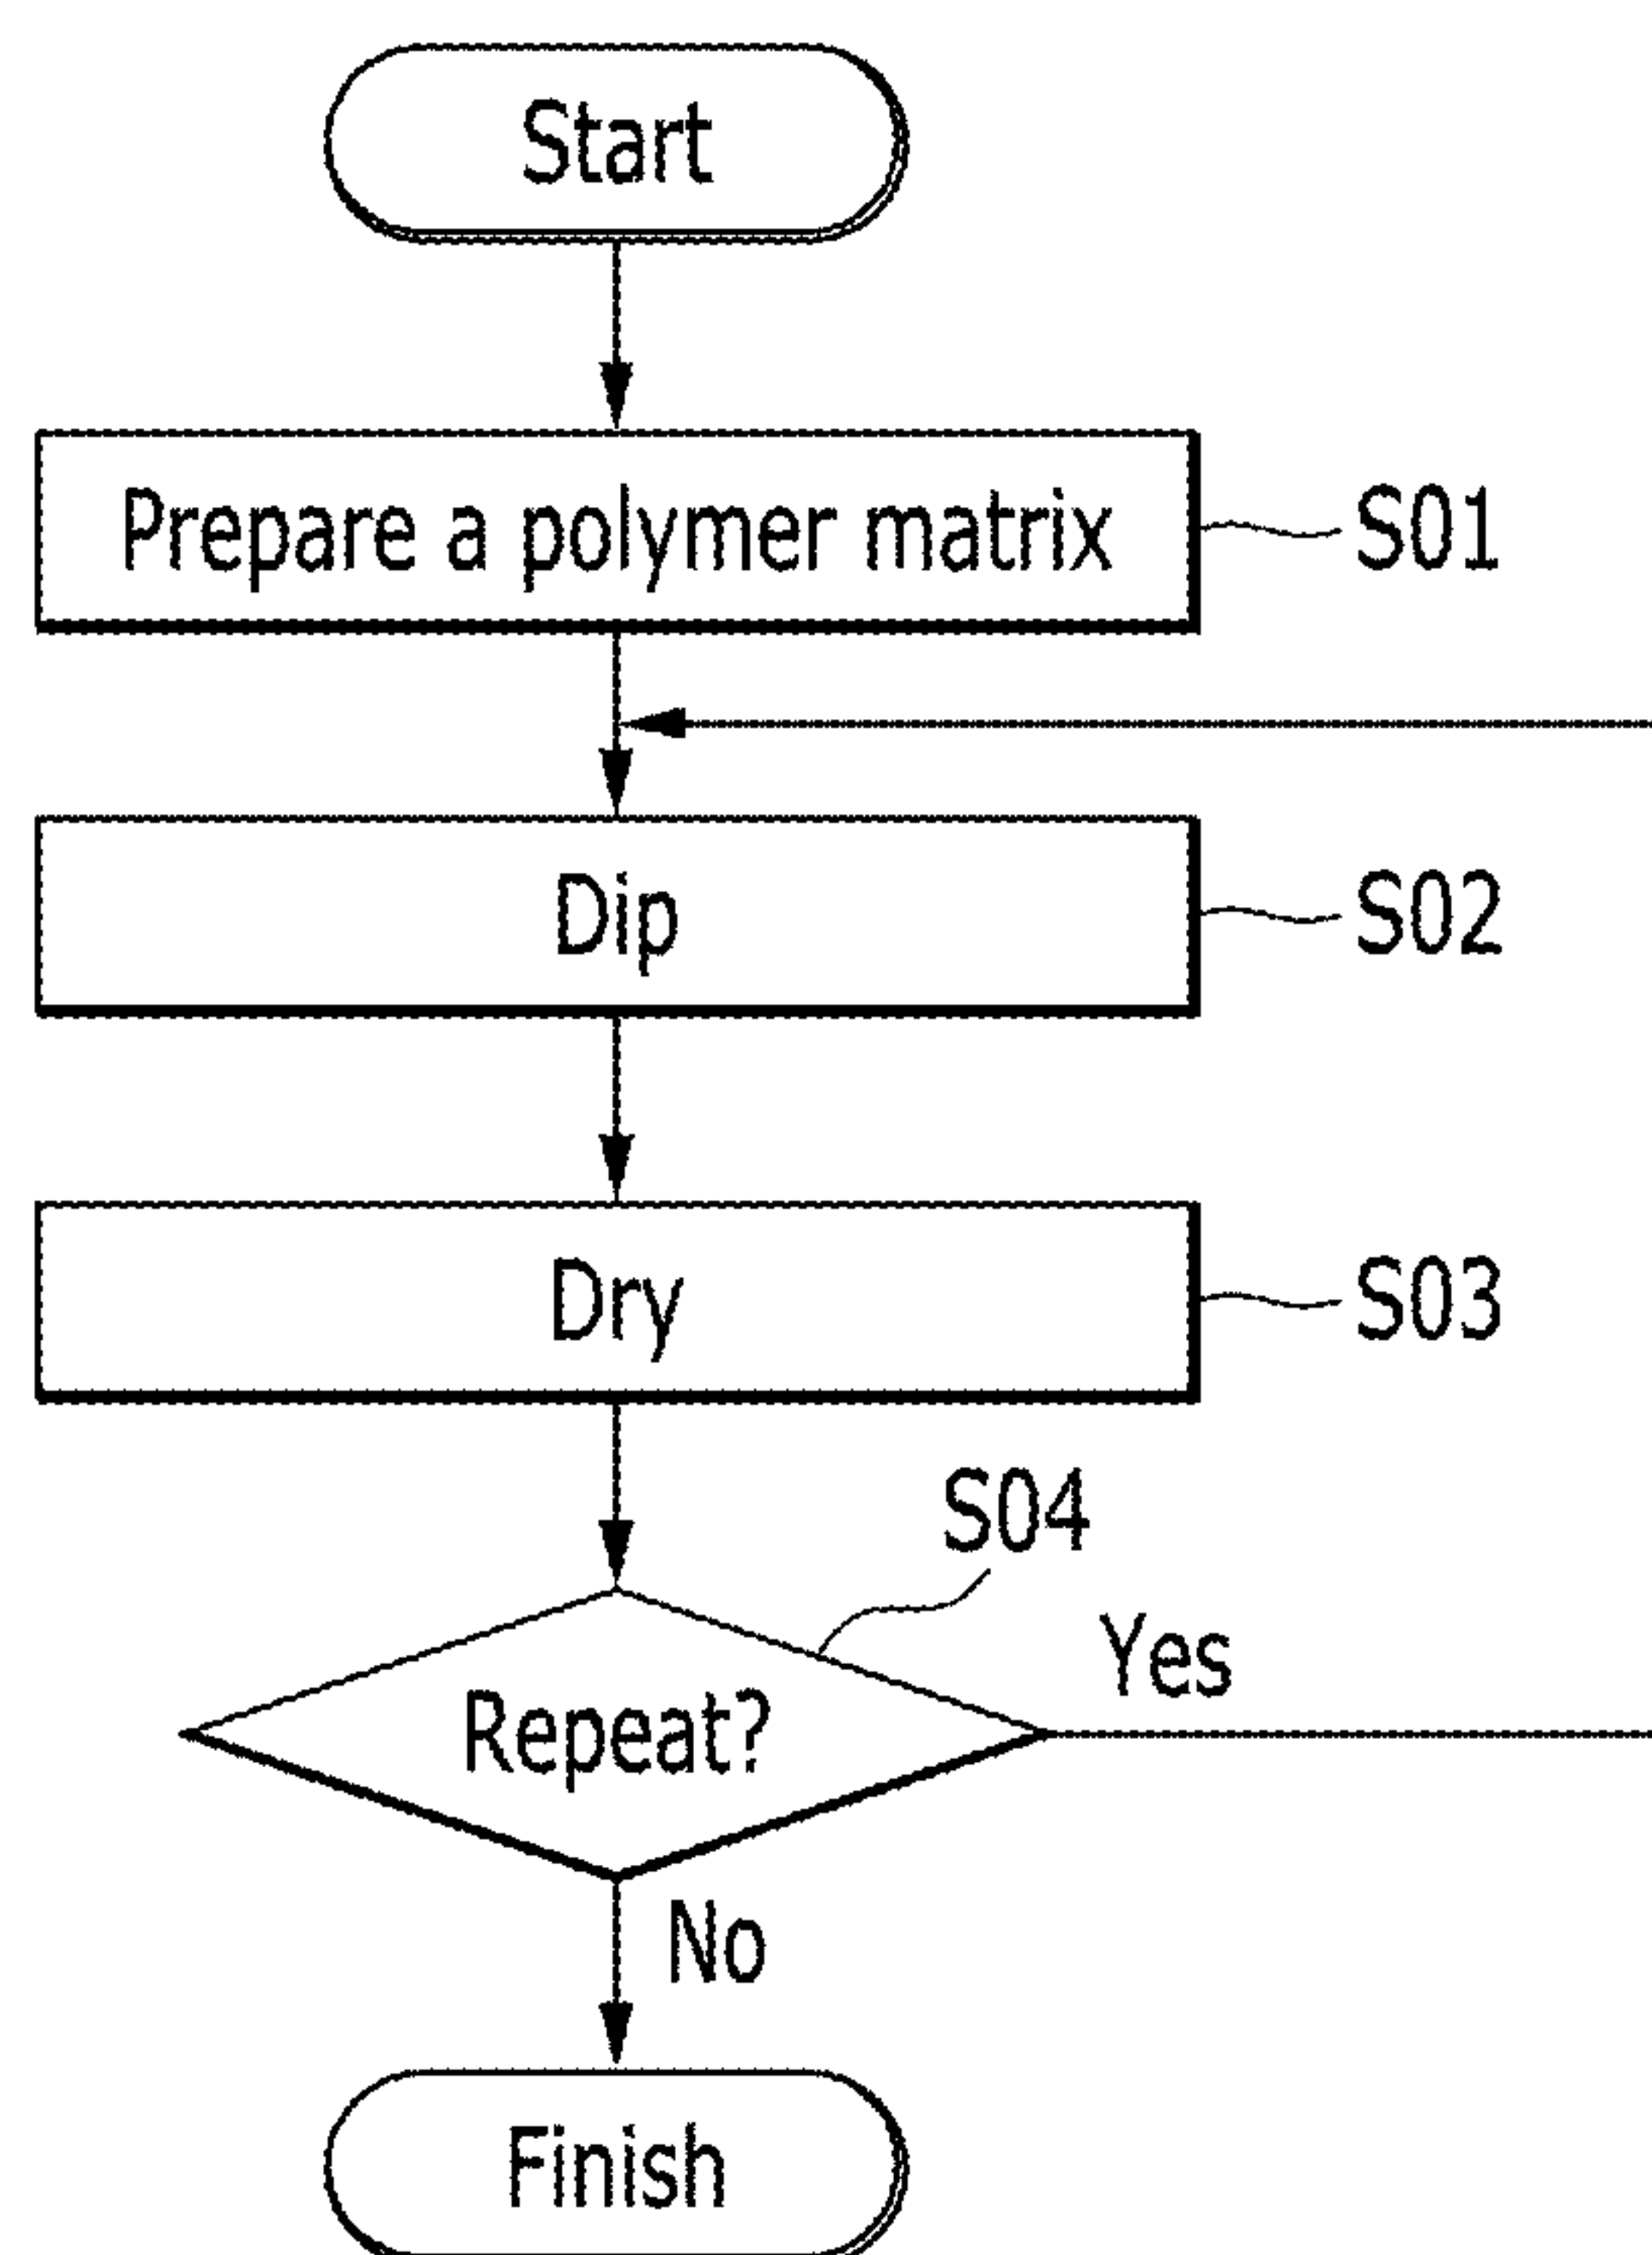 Start
Prepare a polymer matrix
S01
Dip
S02
Dry
S03
S04
Repeat?
Yes
No
Finish